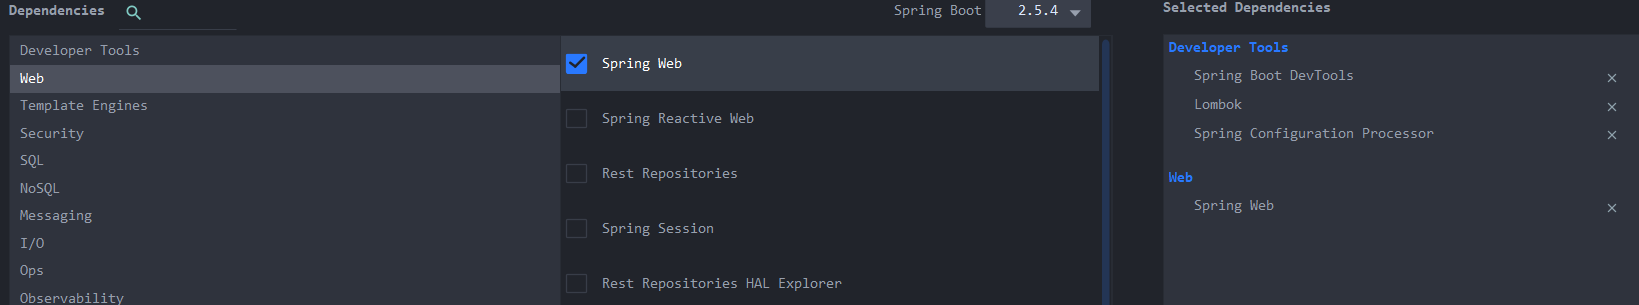 Dependencies
Spring Boot 2.5.4
Developer Tools
Web
Template Engines
Security
SQL
NoSQL
Messaging
I/O
Ops
Observability
Spring Web
Spring Reactive Web
Rest Repositories
Spring Session
Rest Repositories HAL Explorer
Selected Dependencies
Developer Tools
Spring Boot DevTools
Lombok
Spring Configuration Processor
Web
Spring Web